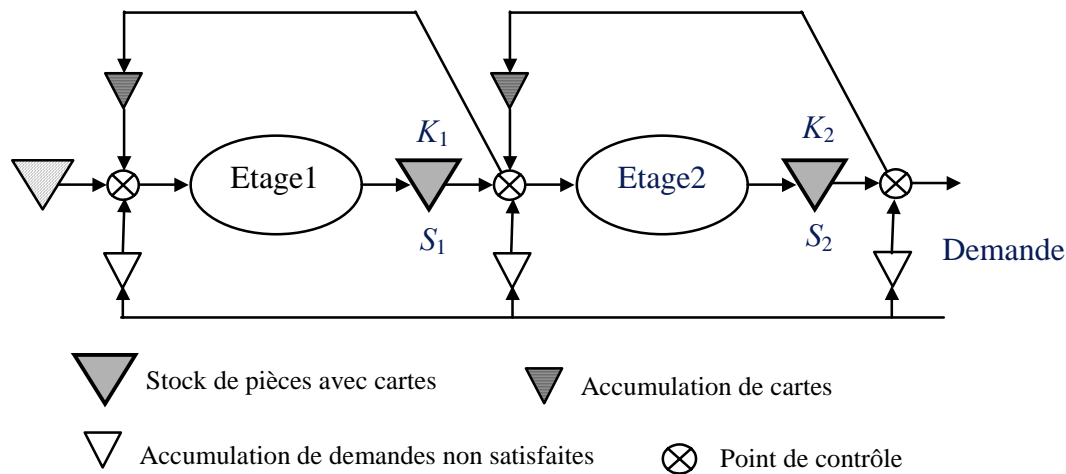 K1
K2
Etage1
Etage2
S1
S2
Demande
Stock de pièces avec cartes
Accumulation de cartes
Accumulation de demandes non satisfaites
Point de contrôle